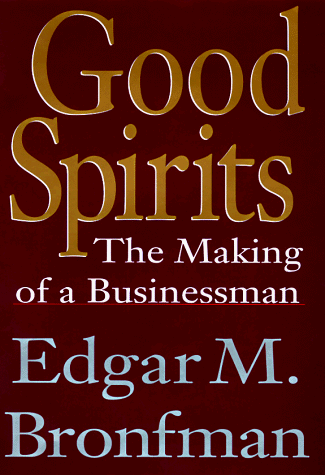 Good
Spirits
The Making
of a Businessman
Edgar M.
Bronfman